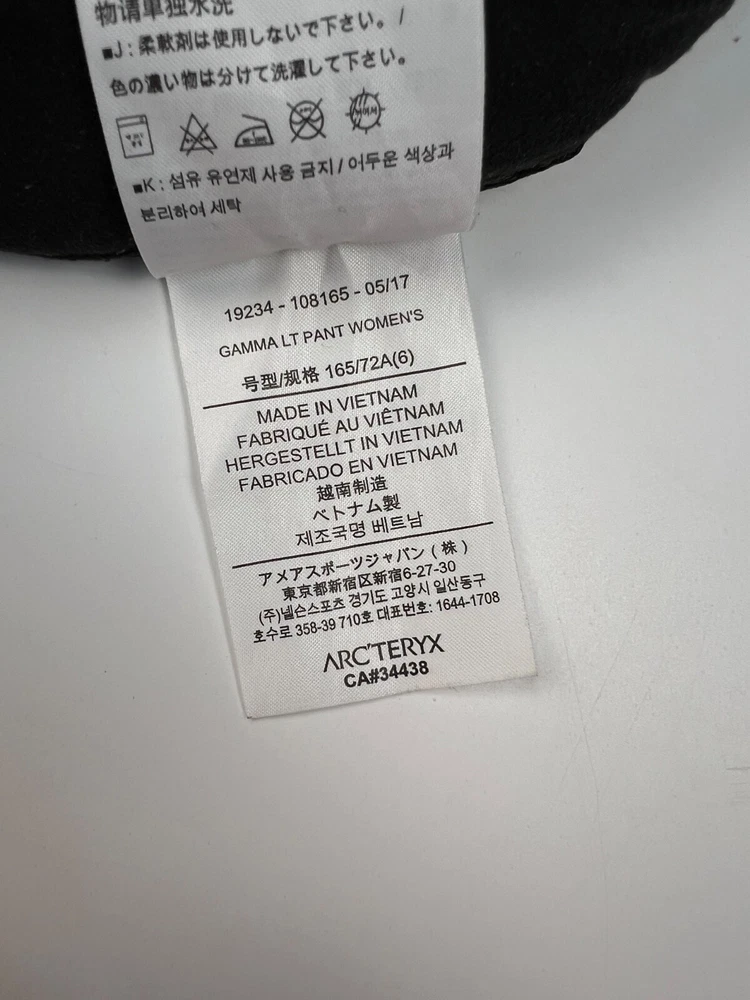 物请单独水洗
■J : 柔軟剤は使用しないで下さい。 /
色の濃い物は分けて洗濯して下さい。
■K : 섬유 유연제 사용 금지 / 어두운 색상과
분리하여 세탁
19234 - 108165 - 05/17
GAMMA LT PANT WOMEN'S
号型/规格 165/72A(6)
MADE IN VIETNAM
FABRIQUÉ AU VIÊTNAM
HERGESTELLT IN VIETNAM
FABRICADO EN VIETNAM
越南制造
ベトナム製
제조국명 베트남
アメアスポーツジャパン ( 株 )
東京都新宿区新宿6-27-30
(주)넬슨스포츠 경기도 고양시 일산동구
호수로 358-39 710호 대표번호: 1644-1708
ARC'TERYX
CA#34438